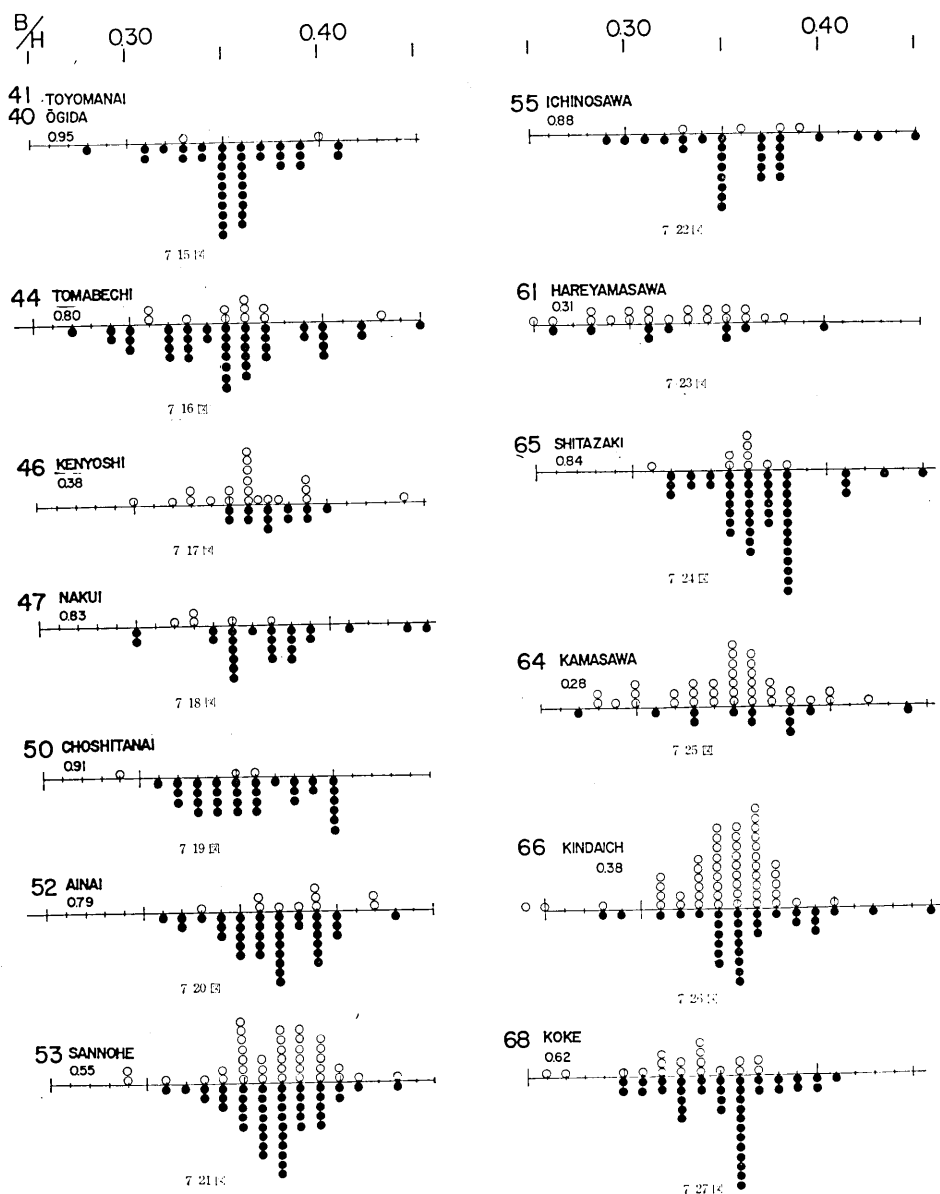 B/H 0.30 0.40
41 TOYOMANAI
40 ŌGIDA
0.95
7 15 図
44 TOMABECHI
0.80
7 16 図
46 KENYOSHI
0.38
7 17 図
47 NAKUI
0.83
7 18 図
50 CHOSHITANAI
0.91
7 19 図
52 AINAI
0.79
7 20 図
53 SANNOHE
0.55
7 21 図
0.30 0.40
55 ICHINOSAWA
0.88
7 22 図
61 HAREYAMASAWA
0.31
7 23 図
65 SHITAZAKI
0.84
7 24 図
64 KAMASAWA
0.28
7 25 図
66 KINDAICH
0.38
7 26 図
68 KOKE
0.62
7 27 図